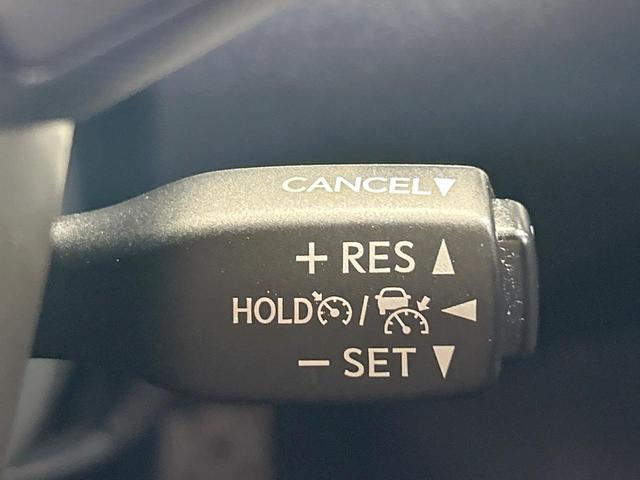 CANCEL▼
+ RES ▲
HOLD / ◀
− SET ▼